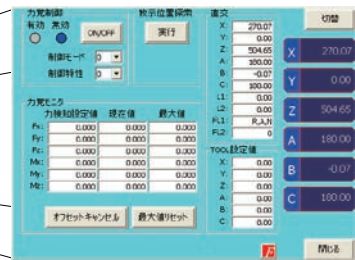 力覚制御
有効 無効
ON/OFF
制御モード 0
制御特性 0
教示位置探索
実行
力覚モニタ
力検知設定値 現在値 最大値
Fx: 0.000 0.000 0.000
Fy: 0.000 0.000 0.000
Fz: 0.000 0.000 0.000
Mx: 0.000 0.000 0.000
My: 0.000 0.000 0.000
Mz: 0.000 0.000 0.000
オフセットキャンセル 最大値リセット
直交
X: 270.07
Y: 0.00
Z: 504.65
A: 180.00
B: -0.07
C: 180.00
L1: 0.00
L2: 0.00
FL1: R,A,N
FL2: 0
TOOL設定値
X: 0.00
Y: 0.00
Z: 0.00
A: 0.00
B: 0.00
C: 0.00
切替
X 270.07
Y 0.00
Z 504.65
A 180.00
B -0.07
C 180.00
閉じる